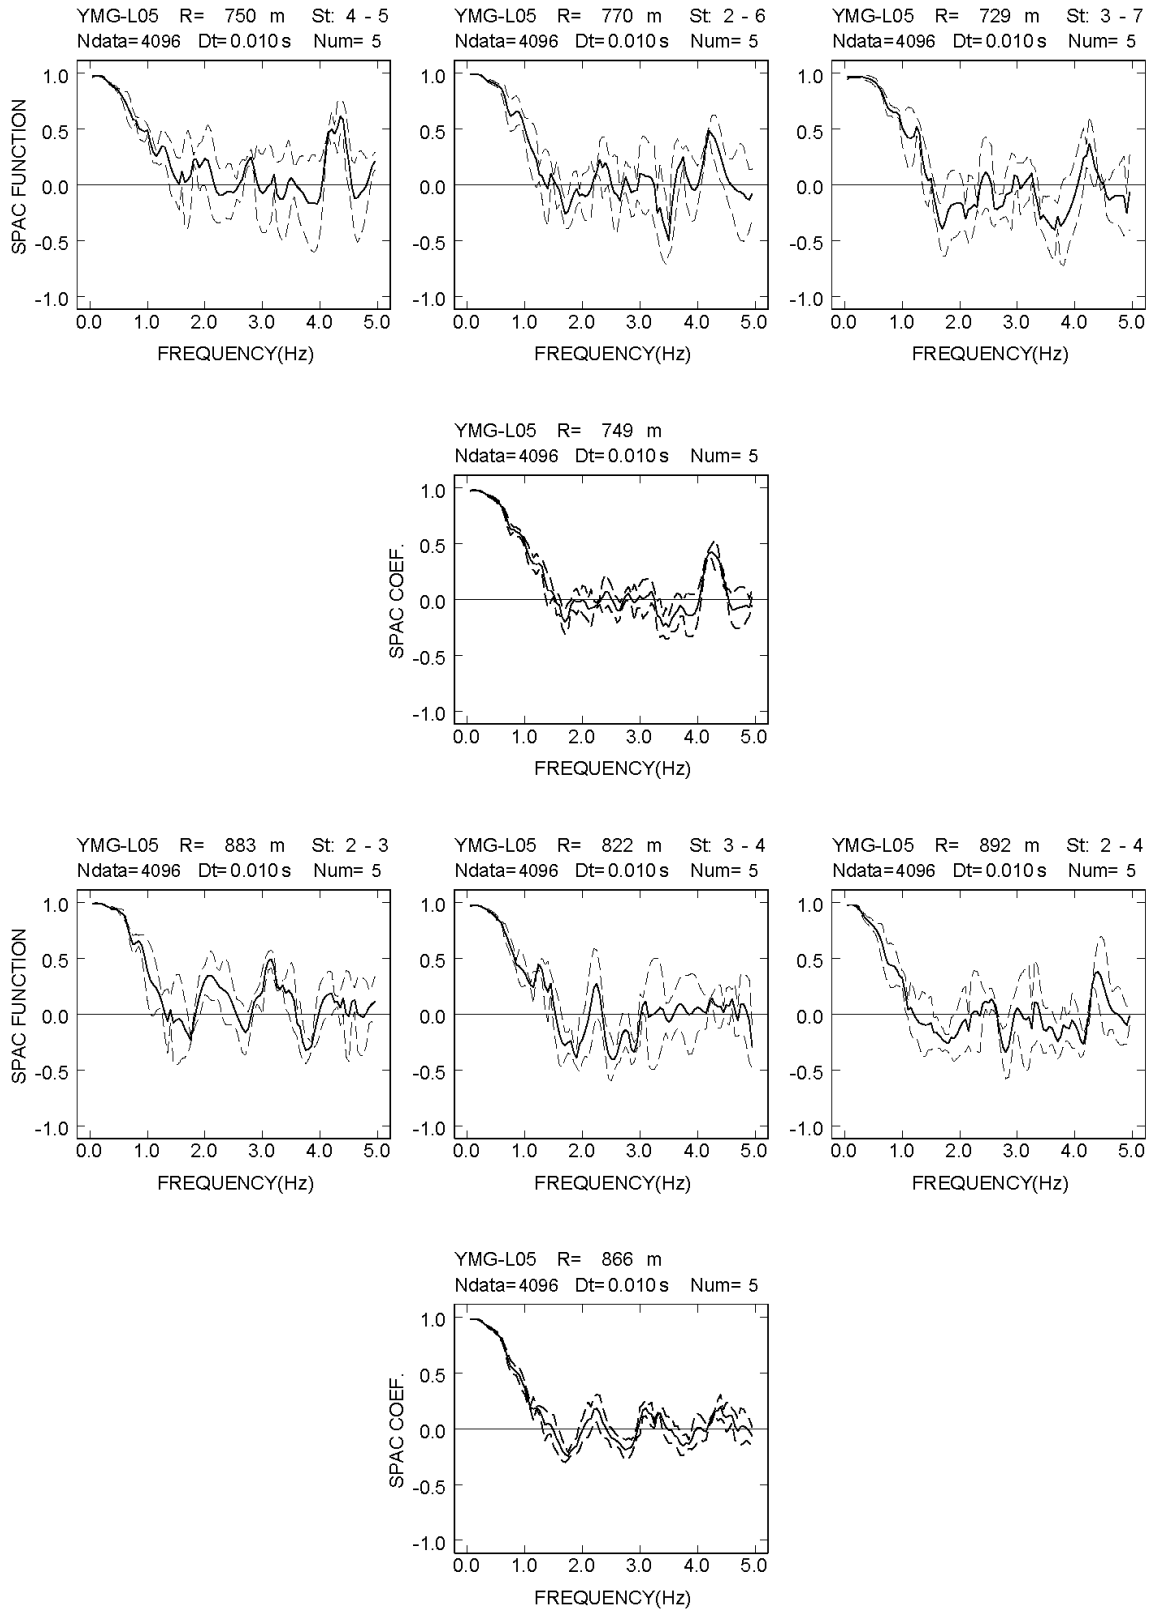 YMG-L05 R= 750 m St: 4 - 5
Ndata=4096 Dt=0.010s Num= 5
YMG-L05 R= 770 m St: 2 - 6
Ndata=4096 Dt=0.010s Num= 5
YMG-L05 R= 729 m St: 3 - 7
Ndata=4096 Dt=0.010s Num= 5
SPAC FUNCTION
1.0
0.5
0.0
-0.5
-1.0
0.0 1.0 2.0 3.0 4.0 5.0
FREQUENCY(Hz)
1.0
0.5
0.0
-0.5
-1.0
0.0 1.0 2.0 3.0 4.0 5.0
FREQUENCY(Hz)
1.0
0.5
0.0
-0.5
-1.0
0.0 1.0 2.0 3.0 4.0 5.0
FREQUENCY(Hz)
YMG-L05 R= 749 m
Ndata=4096 Dt=0.010s Num= 5
SPAC COEF.
1.0
0.5
0.0
-0.5
-1.0
0.0 1.0 2.0 3.0 4.0 5.0
FREQUENCY(Hz)
YMG-L05 R= 883 m St: 2 - 3
Ndata=4096 Dt=0.010s Num= 5
YMG-L05 R= 822 m St: 3 - 4
Ndata=4096 Dt=0.010s Num= 5
YMG-L05 R= 892 m St: 2 - 4
Ndata=4096 Dt=0.010s Num= 5
SPAC FUNCTION
1.0
0.5
0.0
-0.5
-1.0
0.0 1.0 2.0 3.0 4.0 5.0
FREQUENCY(Hz)
1.0
0.5
0.0
-0.5
-1.0
0.0 1.0 2.0 3.0 4.0 5.0
FREQUENCY(Hz)
1.0
0.5
0.0
-0.5
-1.0
0.0 1.0 2.0 3.0 4.0 5.0
FREQUENCY(Hz)
YMG-L05 R= 866 m
Ndata=4096 Dt=0.010s Num= 5
SPAC COEF.
1.0
0.5
0.0
-0.5
-1.0
0.0 1.0 2.0 3.0 4.0 5.0
FREQUENCY(Hz)